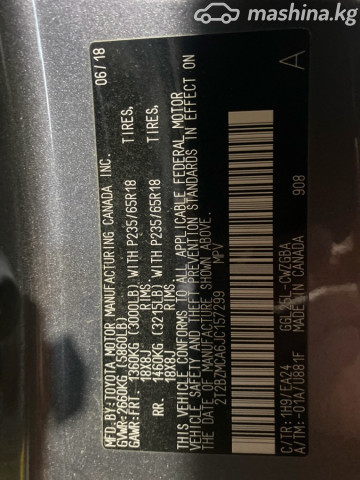 mashina.kg
MFD.BY:TOYOTA MOTOR MANUFACTURING CANADA INC. 06/18
GVWR:2660KG (5860LB)
GAWR:FRT. 1360KG (3000LB) WITH P235/65R18 TIRES,
18X8J RIMS
RR. 1460KG (3215LB) WITH P235/65R18 TIRES,
18X8J RIMS
THIS VEHICLE CONFORMS TO ALL APPLICABLE FEDERAL MOTOR
VEHICLE SAFETY AND THEFT PREVENTION STANDARDS IN EFFECT ON
THE DATE OF MANUFACTURE SHOWN ABOVE.
2T2BZMCA6JC157299 MPV
C/TR:1H9/EA24 GGL25L-CWZGBA
A/TM:-01A/U881F MADE IN CANADA 908
A